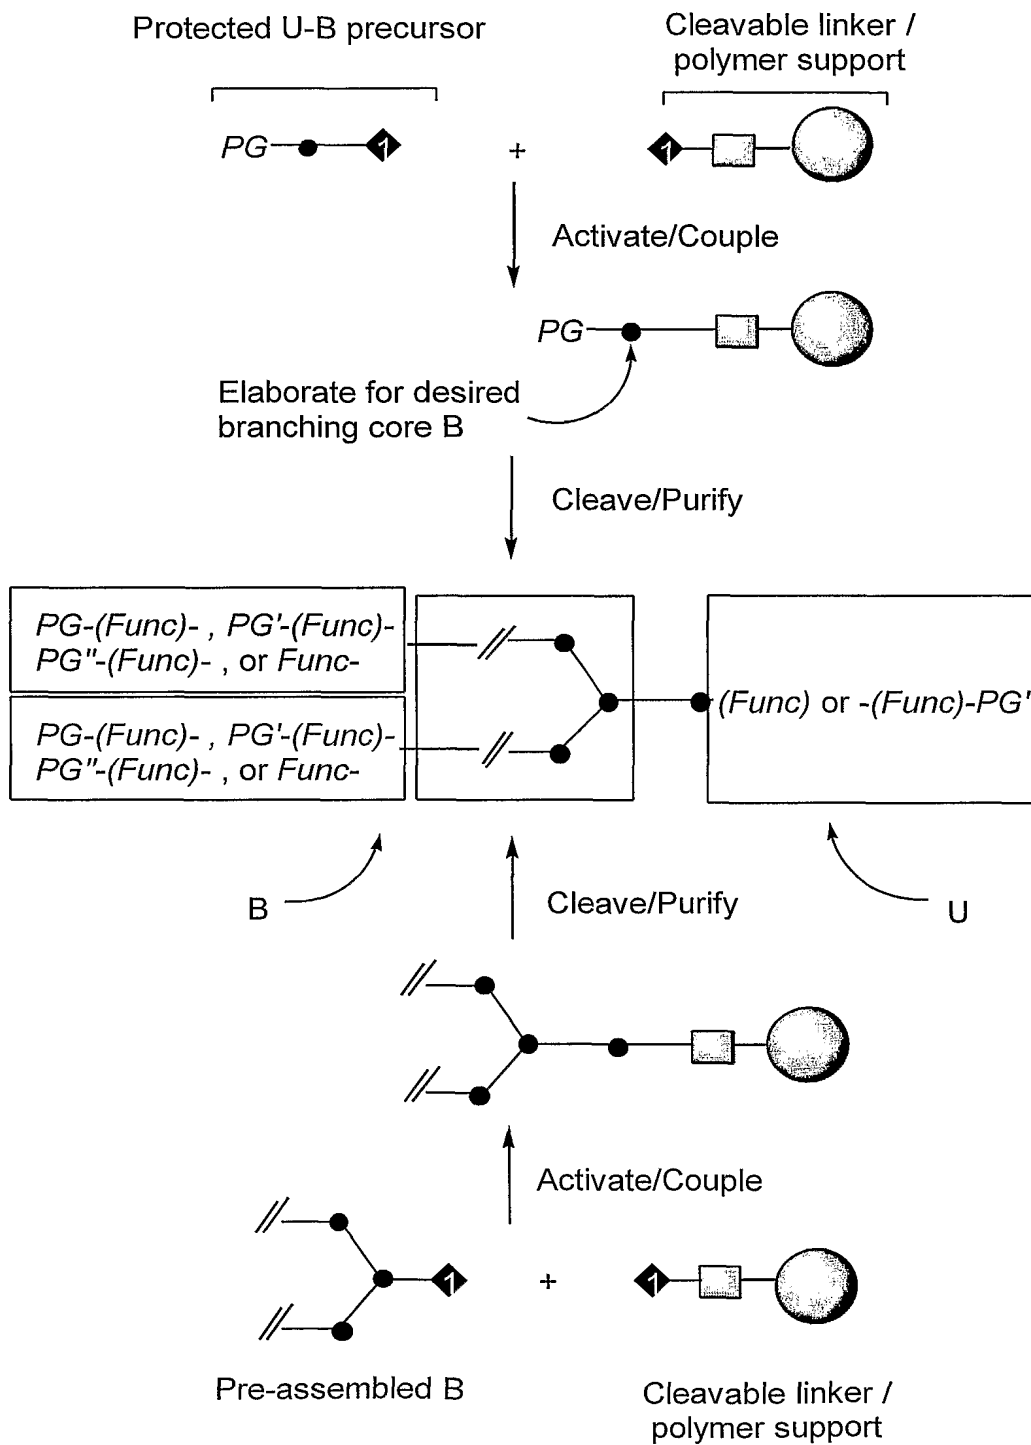 Protected U-B precursor
Cleavable linker /
polymer support
PG
1
+
1
Activate/Couple
PG
Elaborate for desired
branching core B
Cleave/Purify
PG-(Func)- , PG'-(Func)-
PG"-(Func)- , or Func-
PG-(Func)- , PG'-(Func)-
PG"-(Func)- , or Func-
(Func) or -(Func)-PG'
B
Cleave/Purify
U
Activate/Couple
1
+
1
Pre-assembled B
Cleavable linker /
polymer support